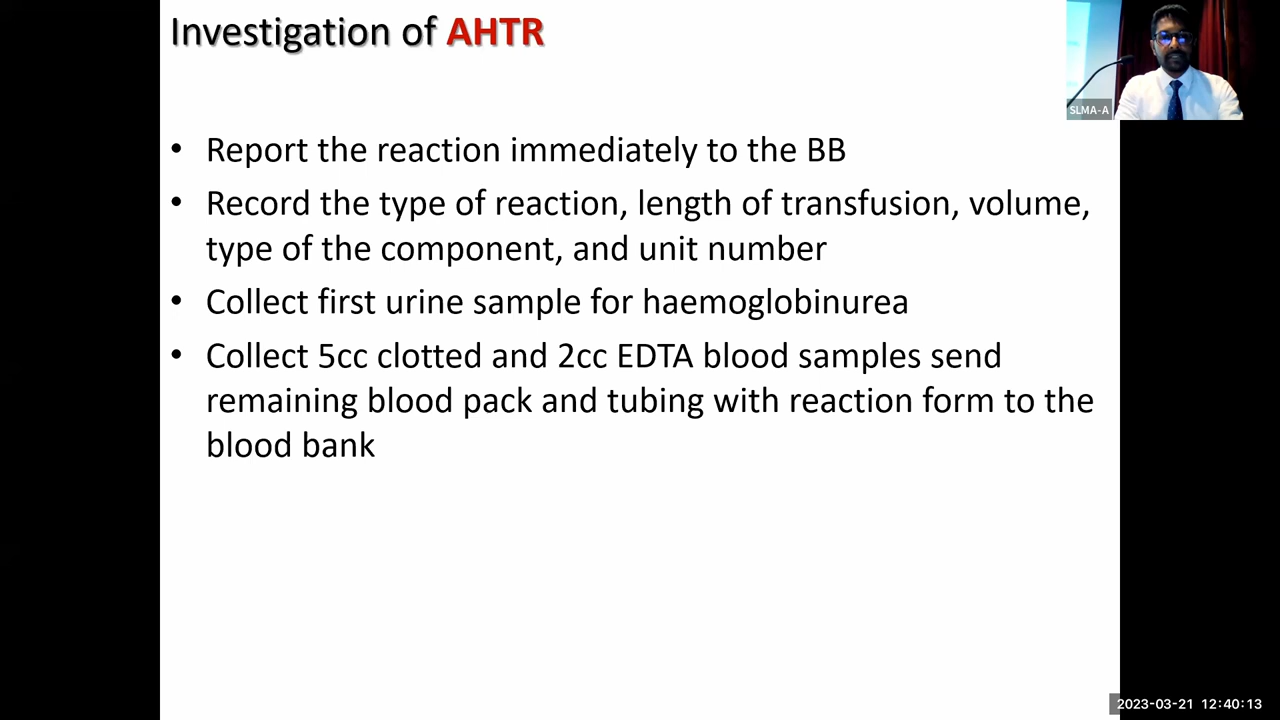 Investigation of AHTR
SLMA-A
• Report the reaction immediately to the BB
• Record the type of reaction, length of transfusion, volume,
type of the component, and unit number
• Collect first urine sample for haemoglobinurea
• Collect 5cc clotted and 2cc EDTA blood samples send
remaining blood pack and tubing with reaction form to the
blood bank
2023-03-21 12:40:13